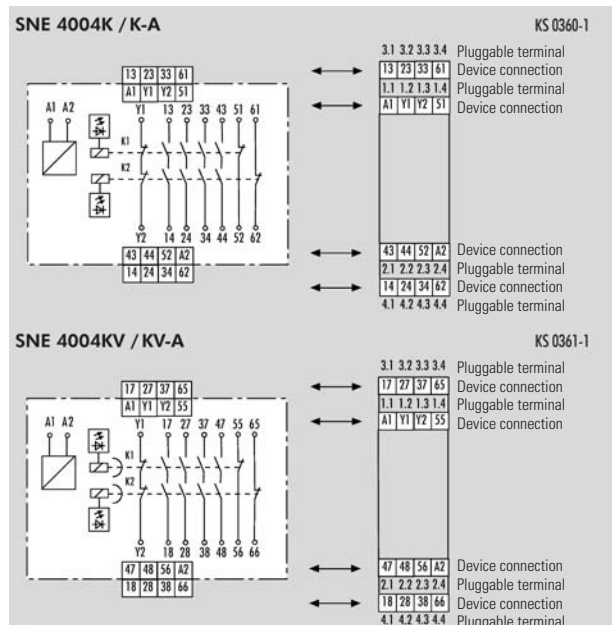 SNE 4004K / K-A KS 0360-1
3.1 3.2 3.3 3.4 Pluggable terminal
13 23 33 61 13 23 33 61 Device connection
A1 Y1 Y2 51 1.1 1.2 1.3 1.4 Pluggable terminal
A1 A2 Y1 13 23 33 43 51 61 A1 Y1 Y2 51 Device connection
K1
K2
Y2 14 24 34 44 52 62
43 44 52 A2 43 44 52 A2 Device connection
14 24 34 62 2.1 2.2 2.3 2.4 Pluggable terminal
14 24 34 62 Device connection
4.1 4.2 4.3 4.4 Pluggable terminal
SNE 4004KV / KV-A KS 0361-1
3.1 3.2 3.3 3.4 Pluggable terminal
17 27 37 65 17 27 37 65 Device connection
A1 Y1 Y2 55 1.1 1.2 1.3 1.4 Pluggable terminal
A1 A2 Y1 17 27 37 47 55 65 A1 Y1 Y2 55 Device connection
K1
K2
Y2 18 28 38 48 56 66
47 48 56 A2 47 48 56 A2 Device connection
18 28 38 66 2.1 2.2 2.3 2.4 Pluggable terminal
18 28 38 66 Device connection
4.1 4.2 4.3 4.4 Pluggable terminal